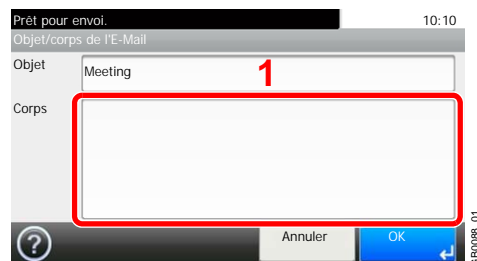 Prêt pour envoi. 10:10
Objet/corps de l'E-Mail
Objet Meeting 1
Corps
? Annuler OK
GB0088_01